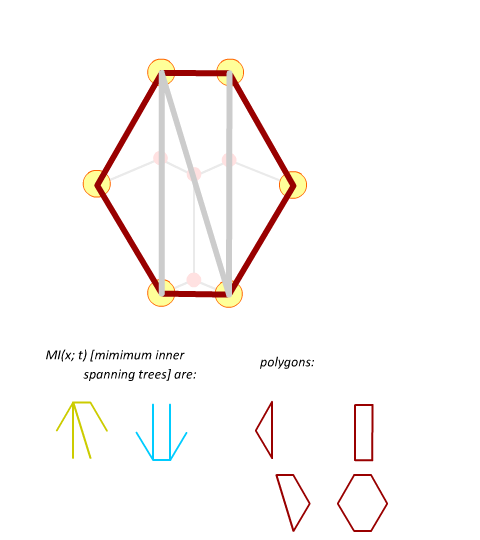 MI(x; t) [mimimum inner
spanning trees] are:
polygons: